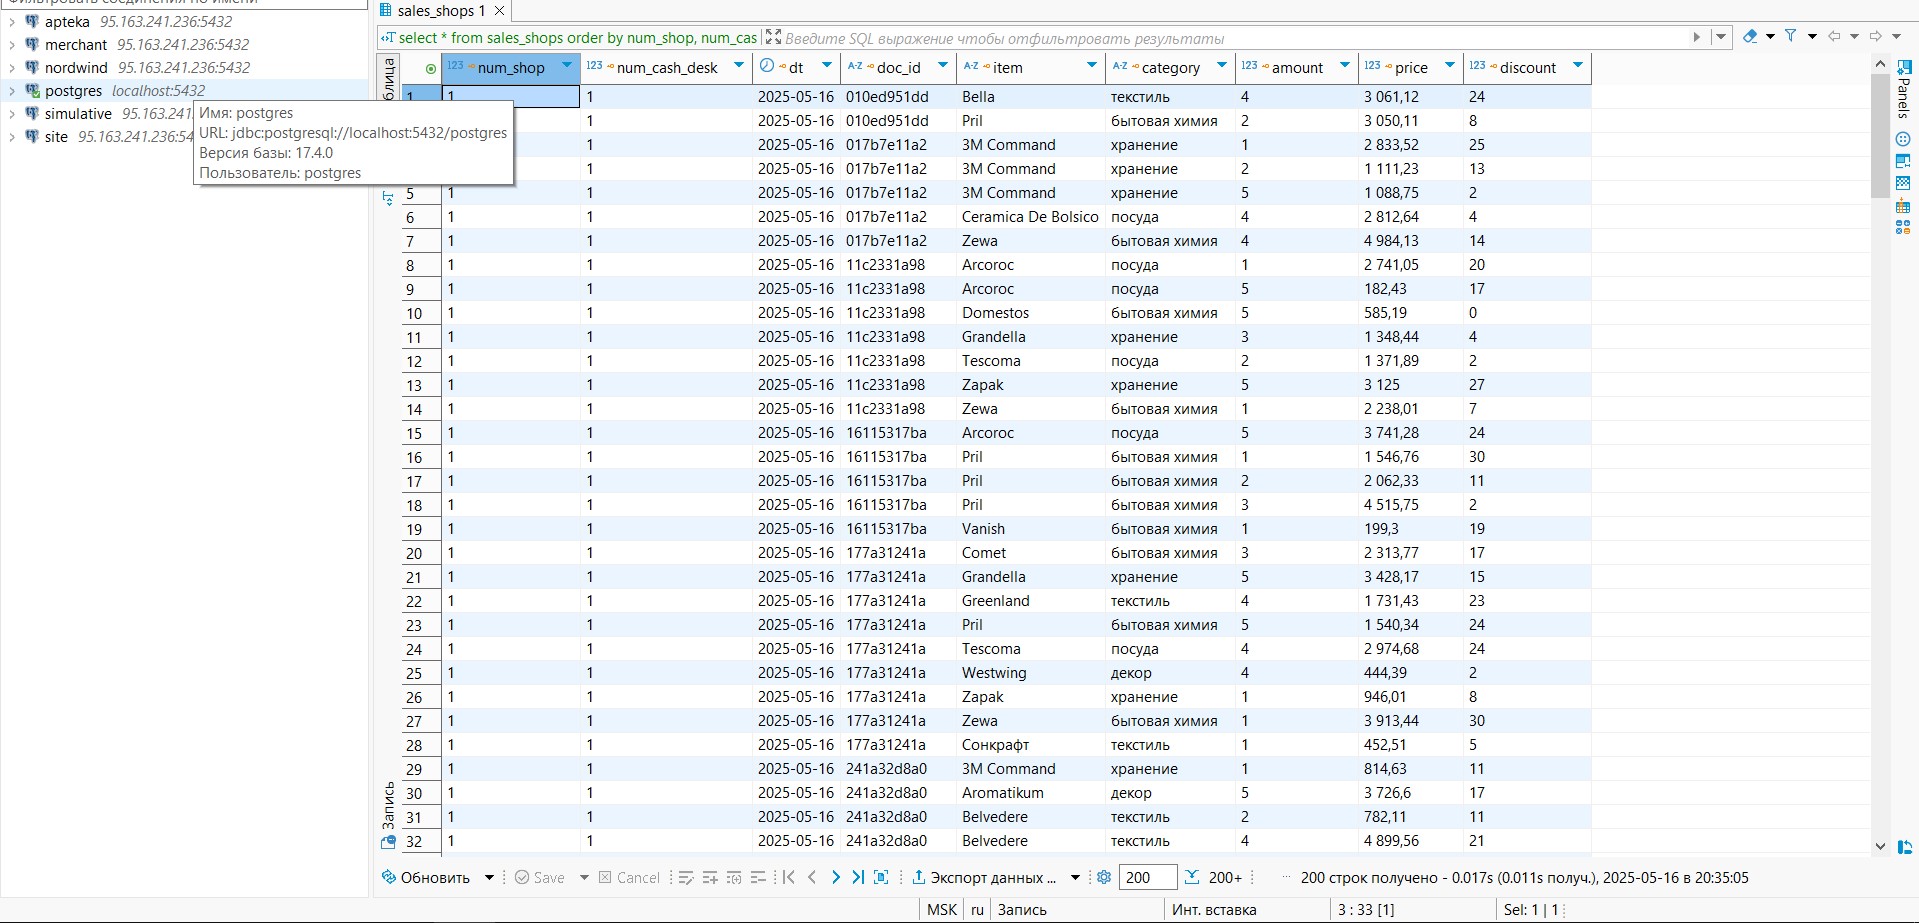 Фильтровать соединения по имени
apteka 95.163.241.236:5432
merchant 95.163.241.236:5432
nordwind 95.163.241.236:5432
postgres localhost:5432
simulative 95.163.241.
site 95.163.241.236:54
Имя: postgres
URL: jdbc:postgresql://localhost:5432/postgres
Версия базы: 17.4.0
Пользователь: postgres
sales_shops 1
select * from sales_shops order by num_shop, num_cas Введите SQL выражение чтобы отфильтровать результаты
блица
Panels
123 num_shop 123 num_cash_desk dt A-Z doc_id A-Z item A-Z category 123 amount 123 price 123 discount
1 1 1 2025-05-16 010ed951dd Bella текстиль 4 3 061,12 24
1 2025-05-16 010ed951dd Pril бытовая химия 2 3 050,11 8
1 2025-05-16 017b7e11a2 3M Command хранение 1 2 833,52 25
1 2025-05-16 017b7e11a2 3M Command хранение 2 1 111,23 13
5 1 1 2025-05-16 017b7e11a2 3M Command хранение 5 1 088,75 2
6 1 1 2025-05-16 017b7e11a2 Ceramica De Bolsico посуда 4 2 812,64 4
7 1 1 2025-05-16 017b7e11a2 Zewa бытовая химия 4 4 984,13 14
8 1 1 2025-05-16 11c2331a98 Arcoroc посуда 1 2 741,05 20
9 1 1 2025-05-16 11c2331a98 Arcoroc посуда 5 182,43 17
10 1 1 2025-05-16 11c2331a98 Domestos бытовая химия 5 585,19 0
11 1 1 2025-05-16 11c2331a98 Grandella хранение 3 1 348,44 4
12 1 1 2025-05-16 11c2331a98 Tescoma посуда 2 1 371,89 2
13 1 1 2025-05-16 11c2331a98 Zapak хранение 5 3 125 27
14 1 1 2025-05-16 11c2331a98 Zewa бытовая химия 1 2 238,01 7
15 1 1 2025-05-16 16115317ba Arcoroc посуда 5 3 741,28 24
16 1 1 2025-05-16 16115317ba Pril бытовая химия 1 1 546,76 30
17 1 1 2025-05-16 16115317ba Pril бытовая химия 2 2 062,33 11
18 1 1 2025-05-16 16115317ba Pril бытовая химия 3 4 515,75 2
19 1 1 2025-05-16 16115317ba Vanish бытовая химия 1 199,3 19
20 1 1 2025-05-16 177a31241a Comet бытовая химия 3 2 313,77 17
21 1 1 2025-05-16 177a31241a Grandella хранение 5 3 428,17 15
22 1 1 2025-05-16 177a31241a Greenland текстиль 4 1 731,43 23
23 1 1 2025-05-16 177a31241a Pril бытовая химия 5 1 540,34 24
24 1 1 2025-05-16 177a31241a Tescoma посуда 4 2 974,68 24
25 1 1 2025-05-16 177a31241a Westwing декор 4 444,39 2
26 1 1 2025-05-16 177a31241a Zapak хранение 1 946,01 8
27 1 1 2025-05-16 177a31241a Zewa бытовая химия 1 3 913,44 30
28 1 1 2025-05-16 177a31241a Сонкрафт текстиль 1 452,51 5
29 1 1 2025-05-16 241a32d8a0 3M Command хранение 1 814,63 11
30 1 1 2025-05-16 241a32d8a0 Aromatikum декор 5 3 726,6 17
31 1 1 2025-05-16 241a32d8a0 Belvedere текстиль 2 782,11 11
32 1 1 2025-05-16 241a32d8a0 Belvedere текстиль 4 4 899,56 21
Запись
Обновить Save Cancel Экспорт данных ... 200 200+ 200 строк получено - 0.017s (0.011s получ.), 2025-05-16 в 20:35:05
MSK ru Запись Инт. вставка 3 : 33 [1] Sel: 1 | 1